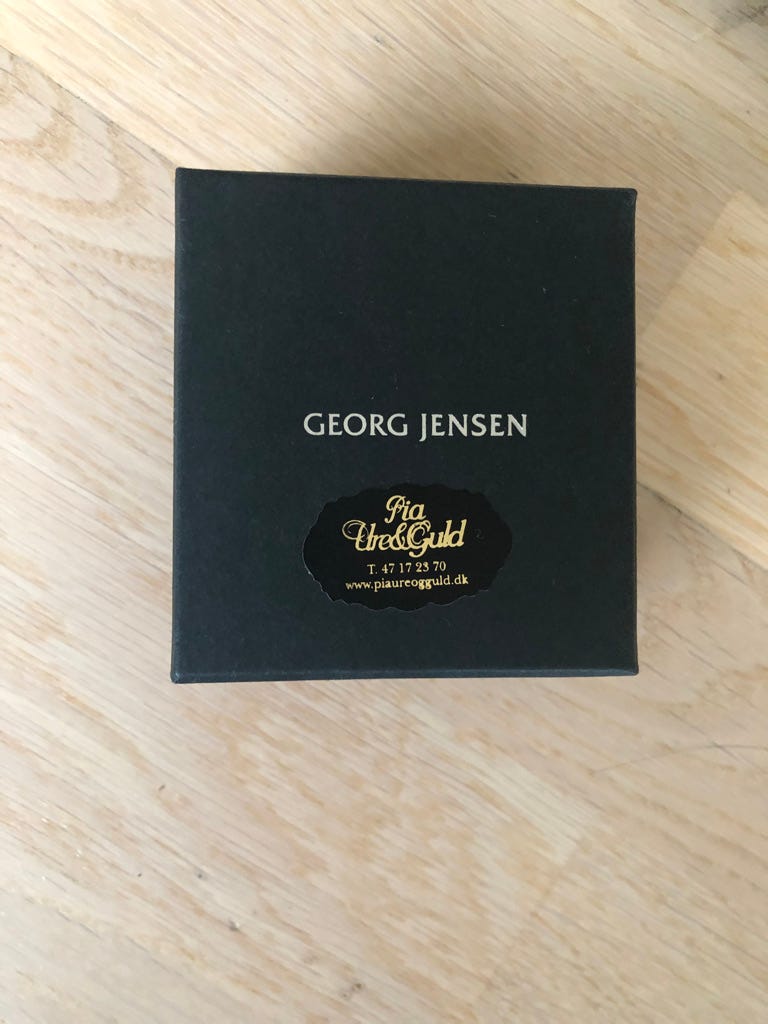 GEORG JENSEN
Pia
Ure&Guld
T. 47 17 23 70
www.piaureogguld.dk